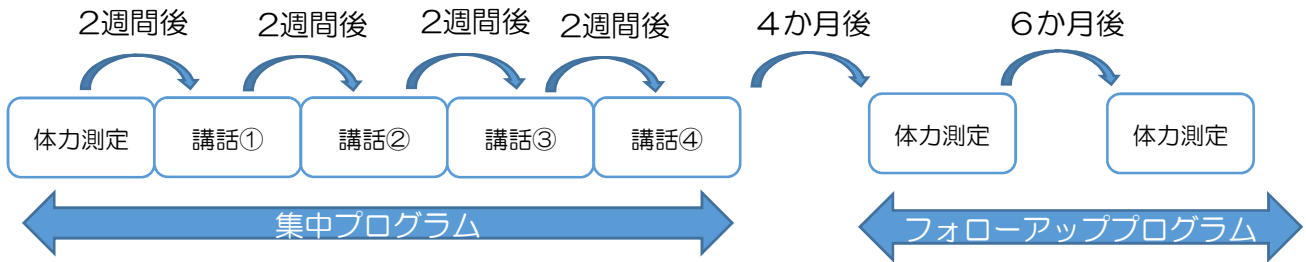 2週間後
2週間後
2週間後
2週間後
4か月後
6か月後
体力測定
講話①
講話②
講話③
講話④
体力測定
体力測定
集中プログラム
フォローアッププログラム